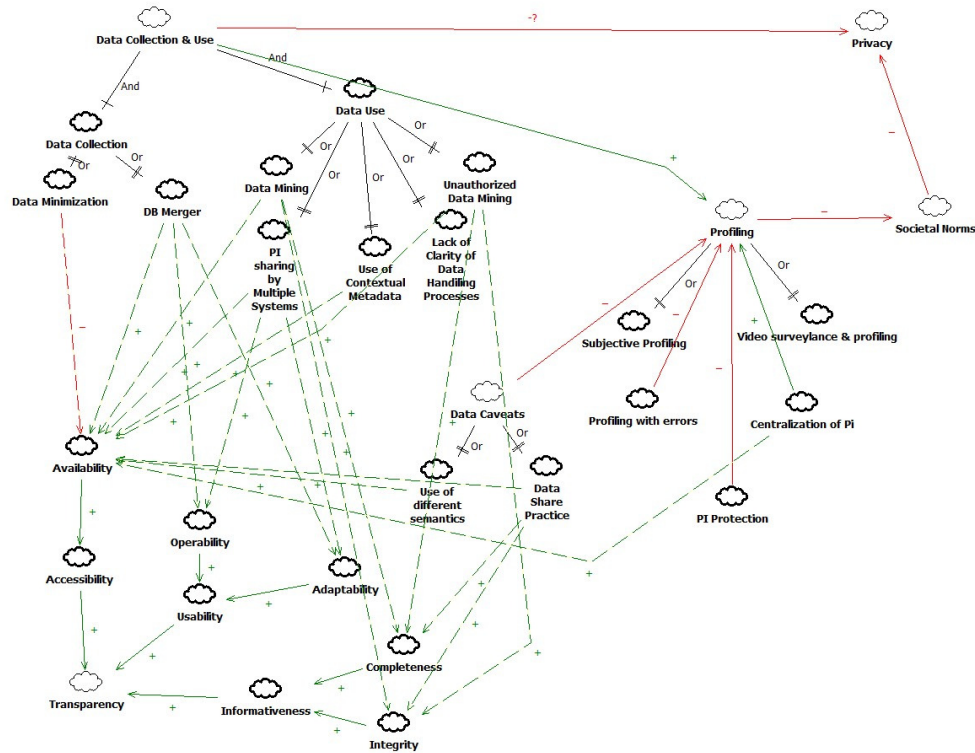 -?
Data Collection & Use
Privacy
And
And
Data Use
Or
Data Collection
Or
Or
Or
Or
Or
Or
Or
+
–
Data Minimization
DB Merger
Data Mining
Unauthorized
Data Mining
PI
sharing
by
Multiple
Systems
Use of
Contextual
Metadata
Lack of
Clarity of
Data
Handiling
Processes
Profiling
–
Societal Norms
–
Or
Or
–
+
Subjective Profiling
Video surveylance & profiling
–
–
+
+
+
+
+
+
+
+
+
Data Caveats
Or
Or
Profiling with errors
Centralization of Pi
Availability
Use of
different
semantics
Data
Share
Practice
PI Protection
+
+
+
+
+
+
Operability
Accessibility
+
+
+
+
+
Adaptability
Usability
+
+
+
Completeness
+
+
Transparency
Informativeness
+
+
+
Integrity